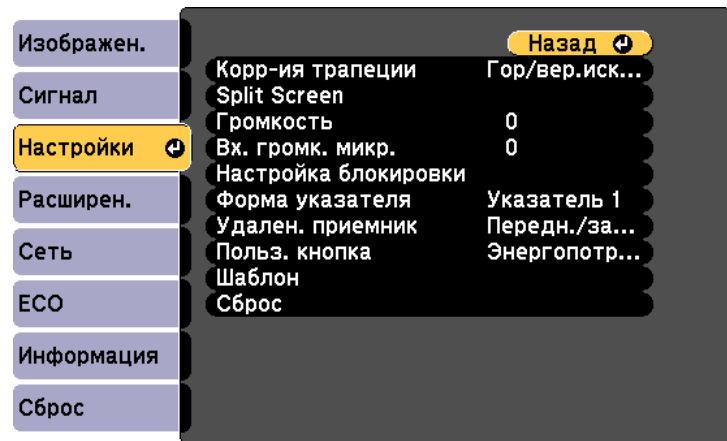 Изображен.
Сигнал
Настройки
Расширен.
Сеть
ECO
Информация
Сброс
Назад
Корр-ия трапеции Гор/вер.иск...
Split Screen
Громкость 0
Вх. громк. микр. 0
Настройка блокировки
Форма указателя Указатель 1
Удален. приемник Передн./за...
Польз. кнопка Энергопотр...
Шаблон
Сброс